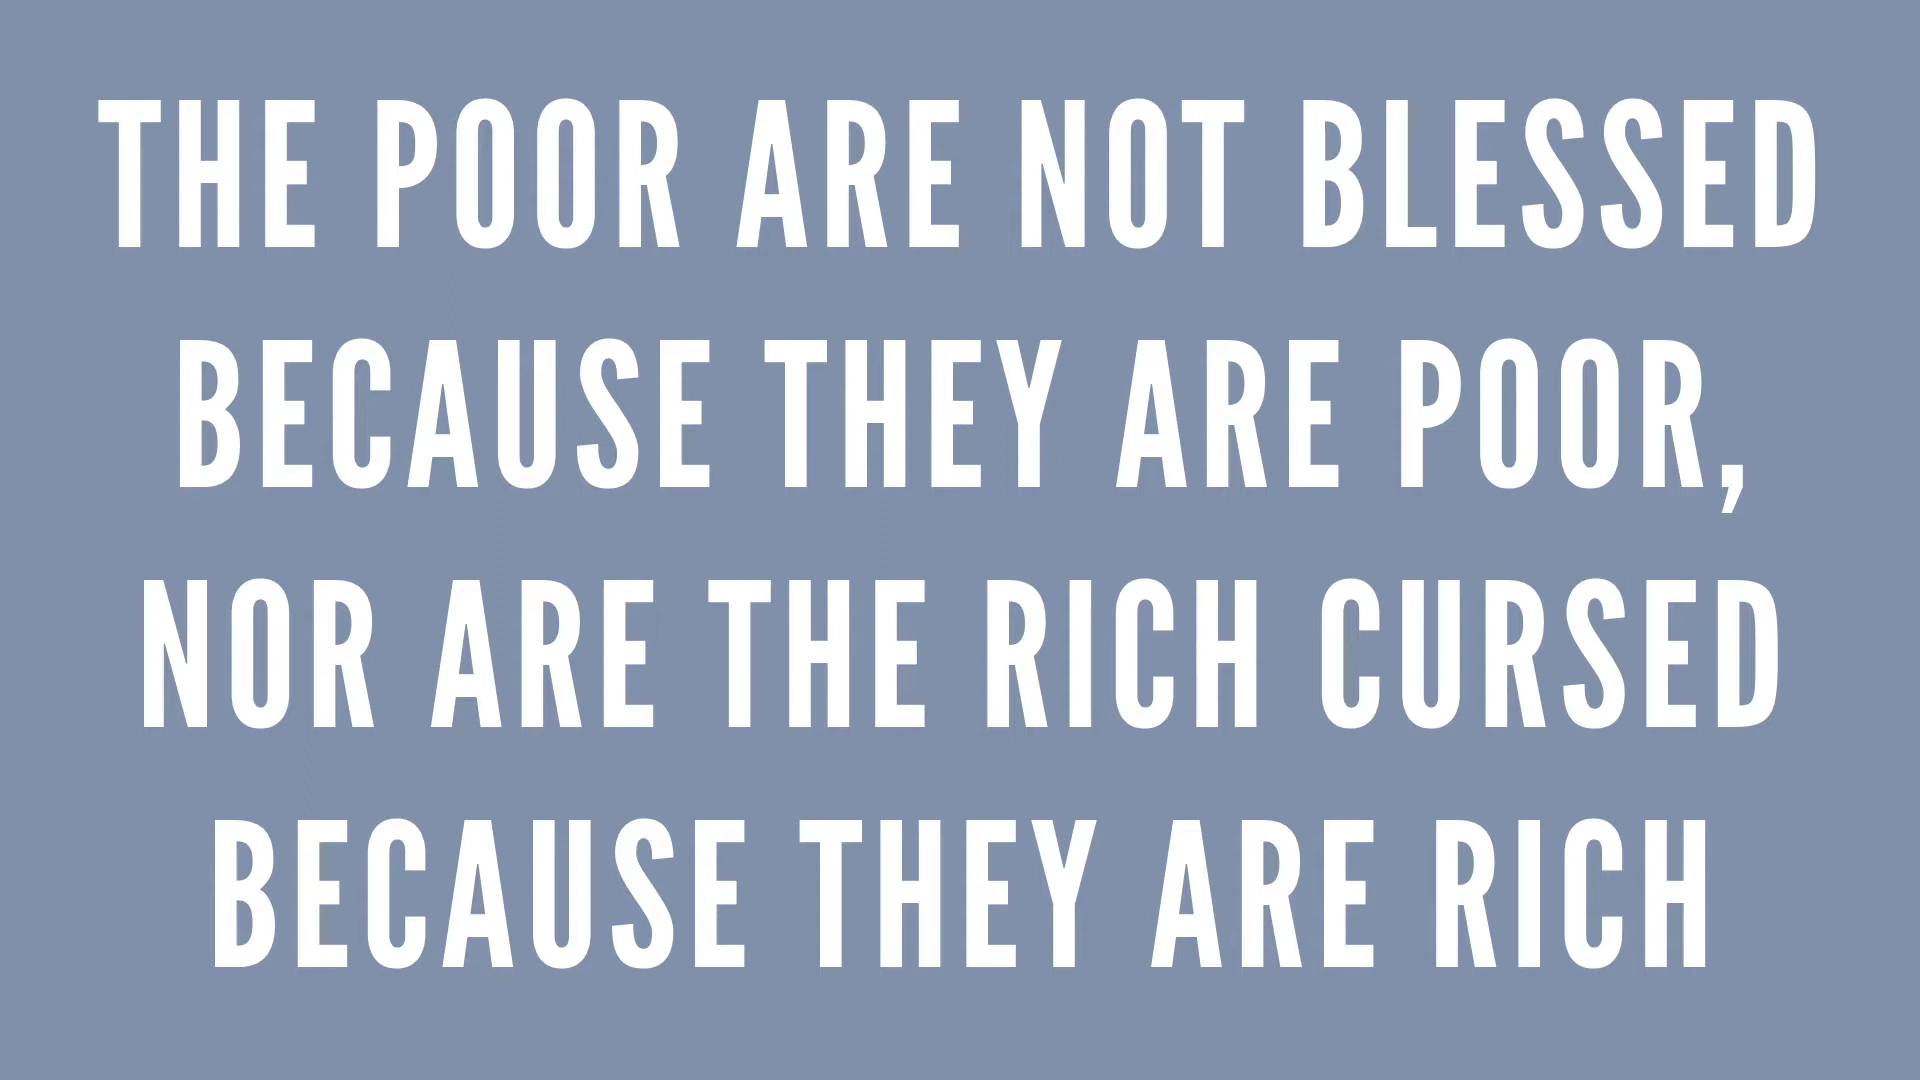 THE POOR ARE NOT BLESSED
BECAUSE THEY ARE POOR,
NOR ARE THE RICH CURSED
BECAUSE THEY ARE RICH